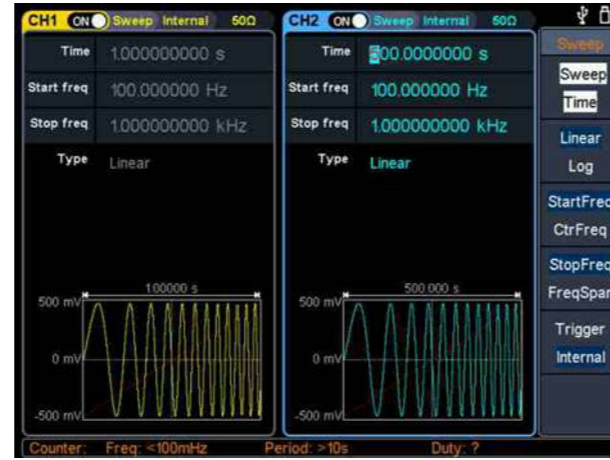 CH1 ON Sweep Internal 50Ω
Time 1.000000000 s
Start freq 100.000000 Hz
Stop freq 1.000000000 kHz
Type Linear
1.00000 s
500 mV
0 mV
-500 mV
CH2 ON Sweep Internal 50Ω
Time 500.0000000 s
Start freq 100.000000 Hz
Stop freq 1.000000000 kHz
Type Linear
500.000 s
500 mV
0 mV
-500 mV
Sweep
Sweep
Time
Linear
Log
StartFreq
CtrFreq
StopFreq
FreqSpan
Trigger
Internal
Counter: Freq: <100mHz Period: >10s Duty: ?